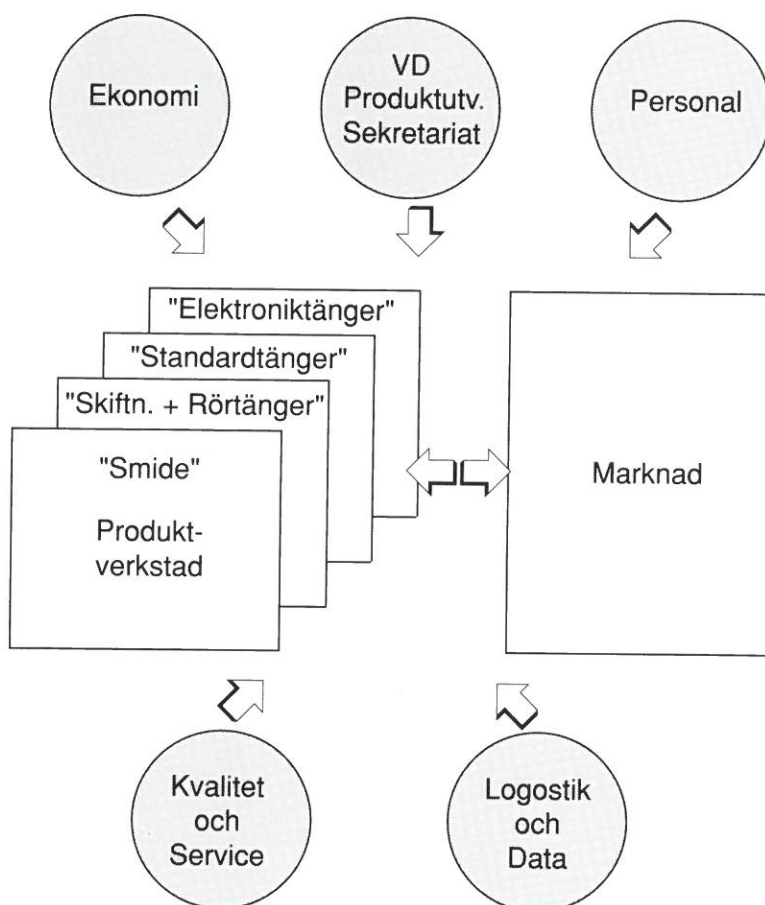 Ekonomi
VD
Produktutv.
Sekretariat
Personal
"Elektroniktänger"
"Standardtänger"
"Skiftn. + Rörtänger"
"Smide"
Produkt-
verkstad
Marknad
Kvalitet
och
Service
Logostik
och
Data